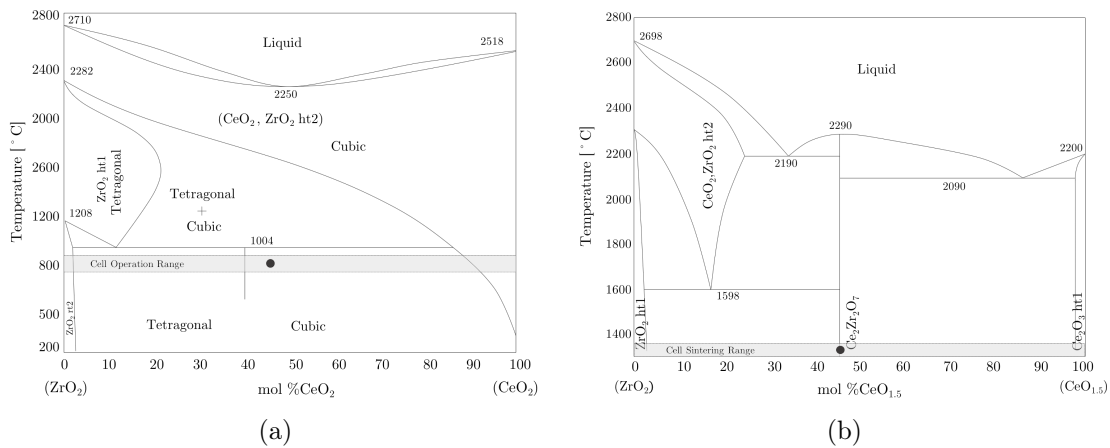 2800
2400
2000
2600
1200
800
500
200
Temperature [°C]
2710
2518
Liquid
2282
2250
(CeO₂, ZrO₂ ht2)
Cubic
ZrO₂ ht1
Tetragonal
Tetragonal
+
Cubic
1208
1004
Cell Operation Range
ZrO₂ rt2
Tetragonal
Cubic
0 10 20 30 40 50 60 70 80 90 100
(ZrO₂) mol %CeO₂ (CeO₂)
(a)
2800
2600
2400
2200
2000
1800
1600
1400
Temperature [°C]
2698
Liquid
CeO₂,ZrO₂ ht2
2290
2190
2200
2090
1598
ZrO₂ ht1
Ce₂Zr₂O₇
Ce₂O₃ ht1
Cell Sintering Range
0 10 20 30 40 50 60 70 80 90 100
(ZrO₂) mol %CeO₁.₅ (CeO₁.₅)
(b)